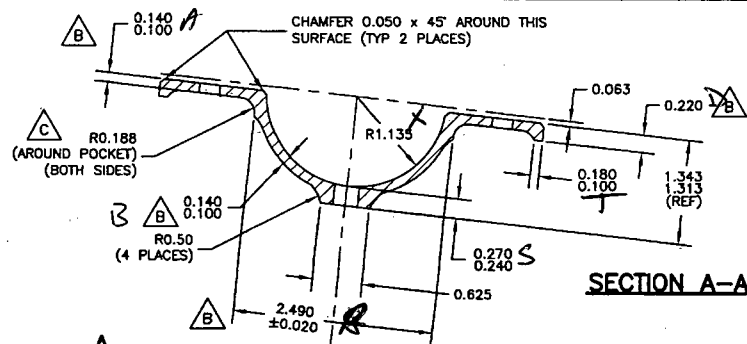 B
0.140 A
0.100
CHAMFER 0.050 x 45° AROUND THIS
SURFACE (TYP 2 PLACES)
0.063
0.220
B
C
R0.188
(AROUND POCKET)
(BOTH SIDES)
R1.135
0.180
0.100
T
1.343
1.313
(REF)
B
B
0.140
0.100
R0.50
(4 PLACES)
0.270 S
0.240
0.625
SECTION A-A
B
2.490
±0.020
A